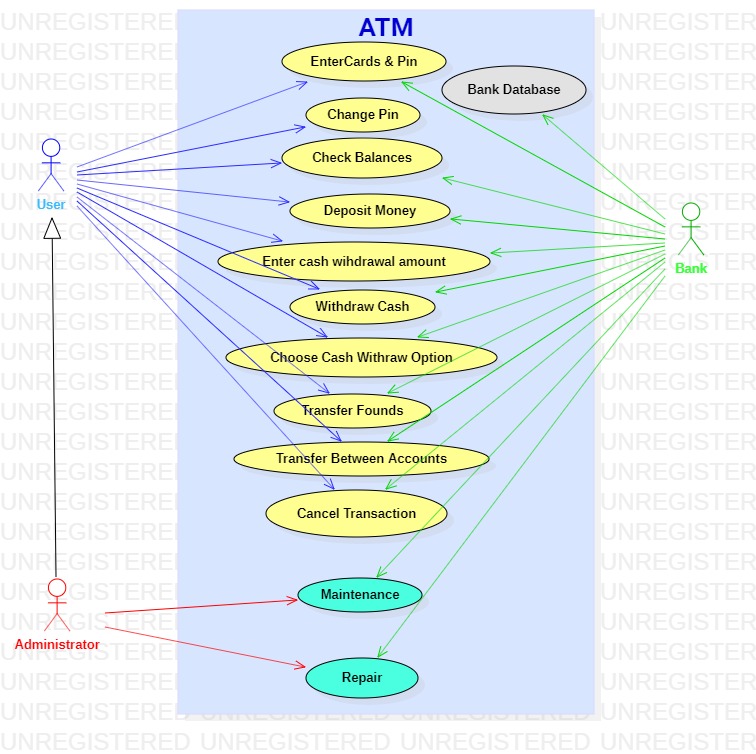 ATM
EnterCards & Pin
Bank Database
Change Pin
Check Balances
User
Deposit Money
Bank
Enter cash whidrawal amount
Withdraw Cash
Choose Cash Withraw Option
Transfer Founds
Transfer Between Accounts
Cancel Transaction
Maintenance
Administrator
Repair
UNREGISTERED UNREGISTERED UNREGISTERED UNREGISTERED